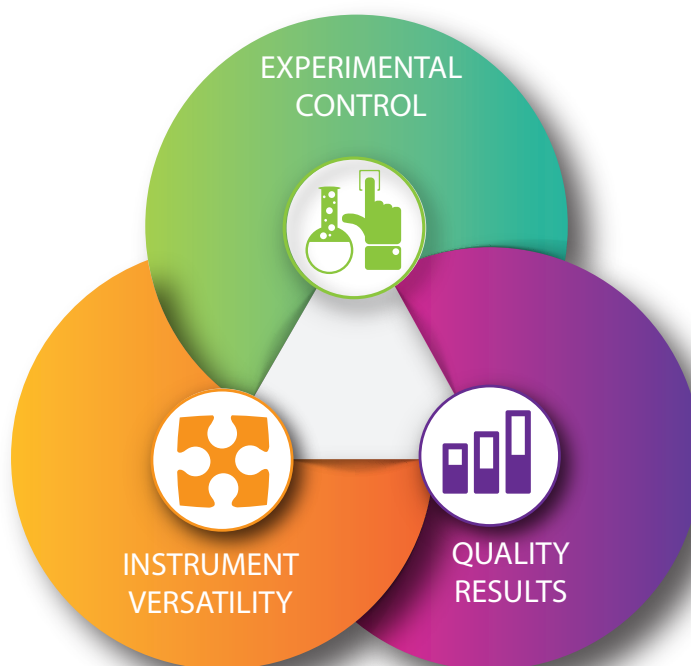 EXPERIMENTAL
CONTROL
INSTRUMENT
VERSATILITY
QUALITY
RESULTS